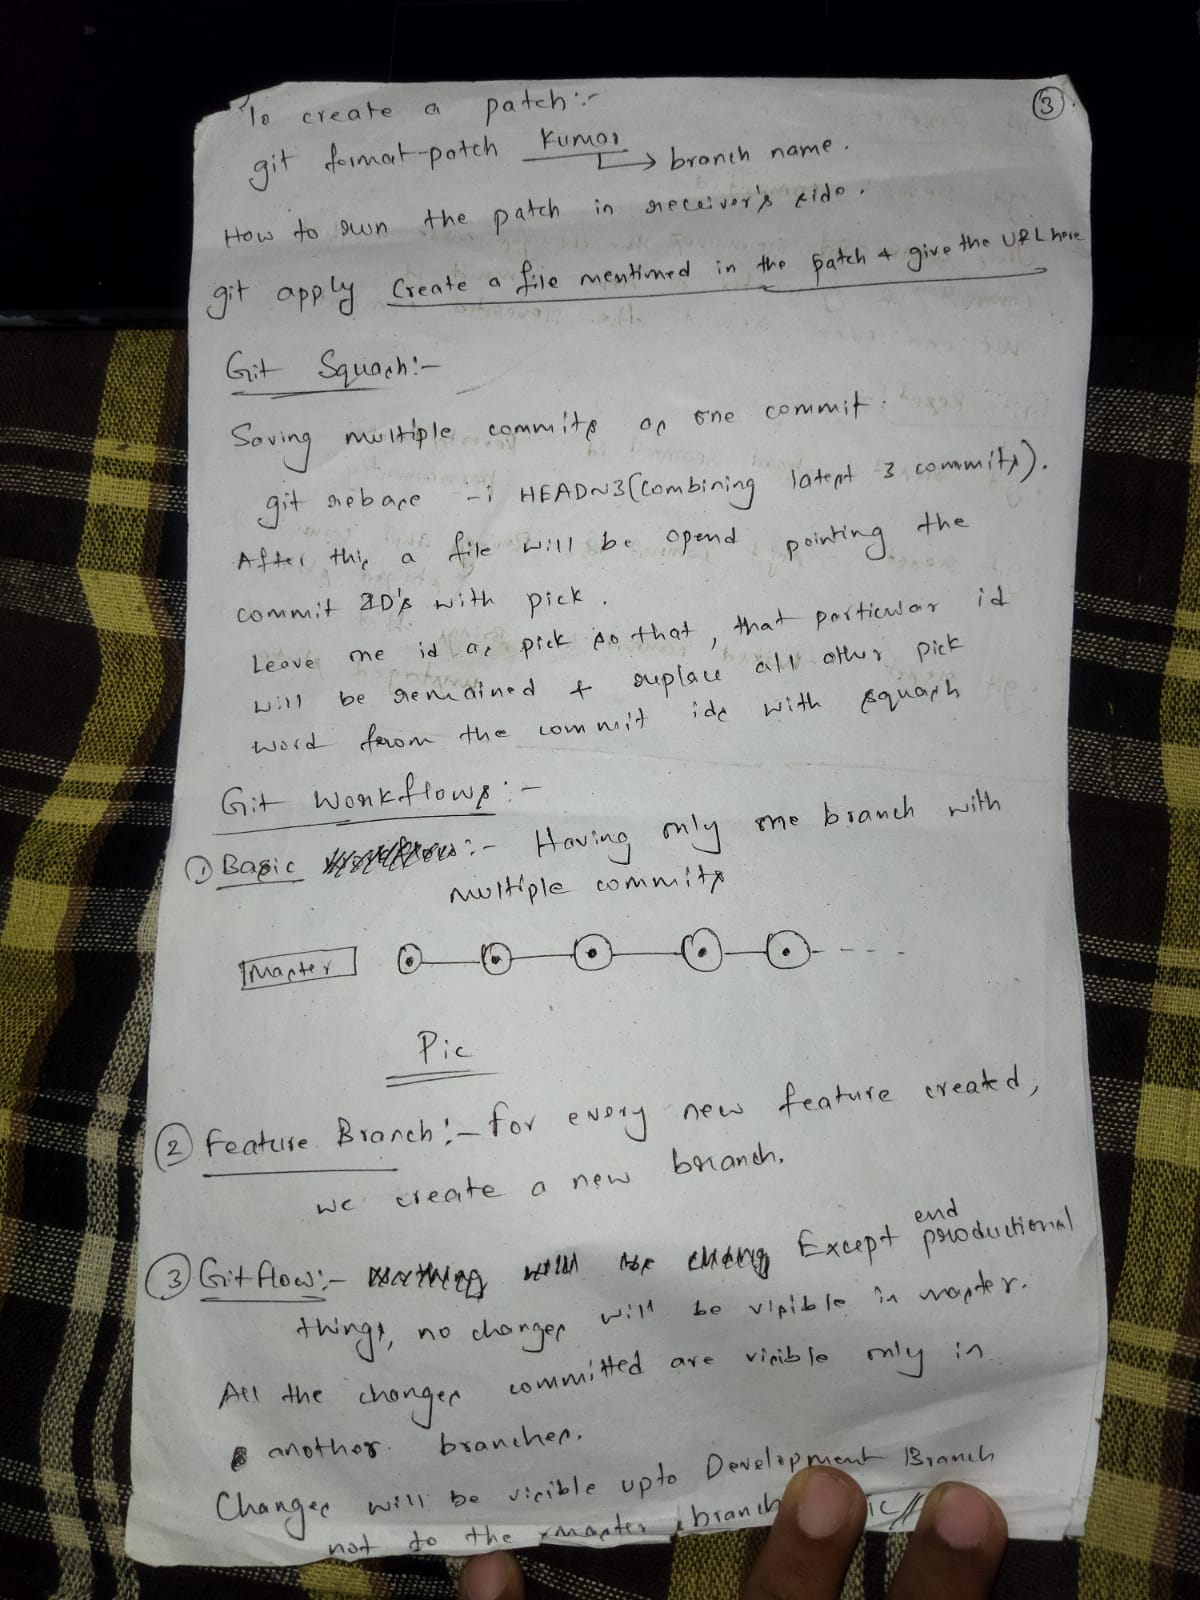 3
To create a patch:-
git format-patch Kumar → branch name.
How to run the patch in receiver's side.
git apply Create a file mentioned in the patch & give the URL here
Git Squash:-
Saving multiple commits as one commit.
git rebase -i HEAD~3 (combining latest 3 commits).
After this a file will be opend pointing the
commit ID's with pick.
Leave one id as pick so that, that particular id
will be remained & replace all other pick
word from the commit ids with squash
Git Workflows:-
① Basic :- Having only one branch with
multiple commits
Master
Pic
② Feature Branch:- for every new feature created,
we create a new branch.
③ Gitflow:- Except end productional
things, no changes will be visible in master.
All the changes committed are visible only in
another branches.
Changes will be visible upto Development Branch
not to the master branch